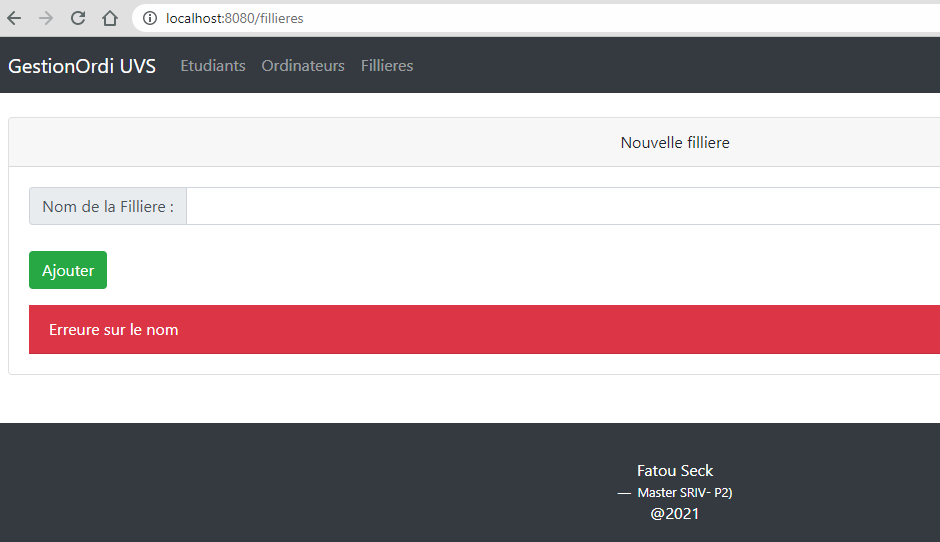 localhost:8080/fillieres
GestionOrdi UVS Etudiants Ordinateurs Fillieres
Nouvelle filliere
Nom de la Filliere :
Ajouter
Erreure sur le nom
Fatou Seck
— Master SRIV- P2)
@2021